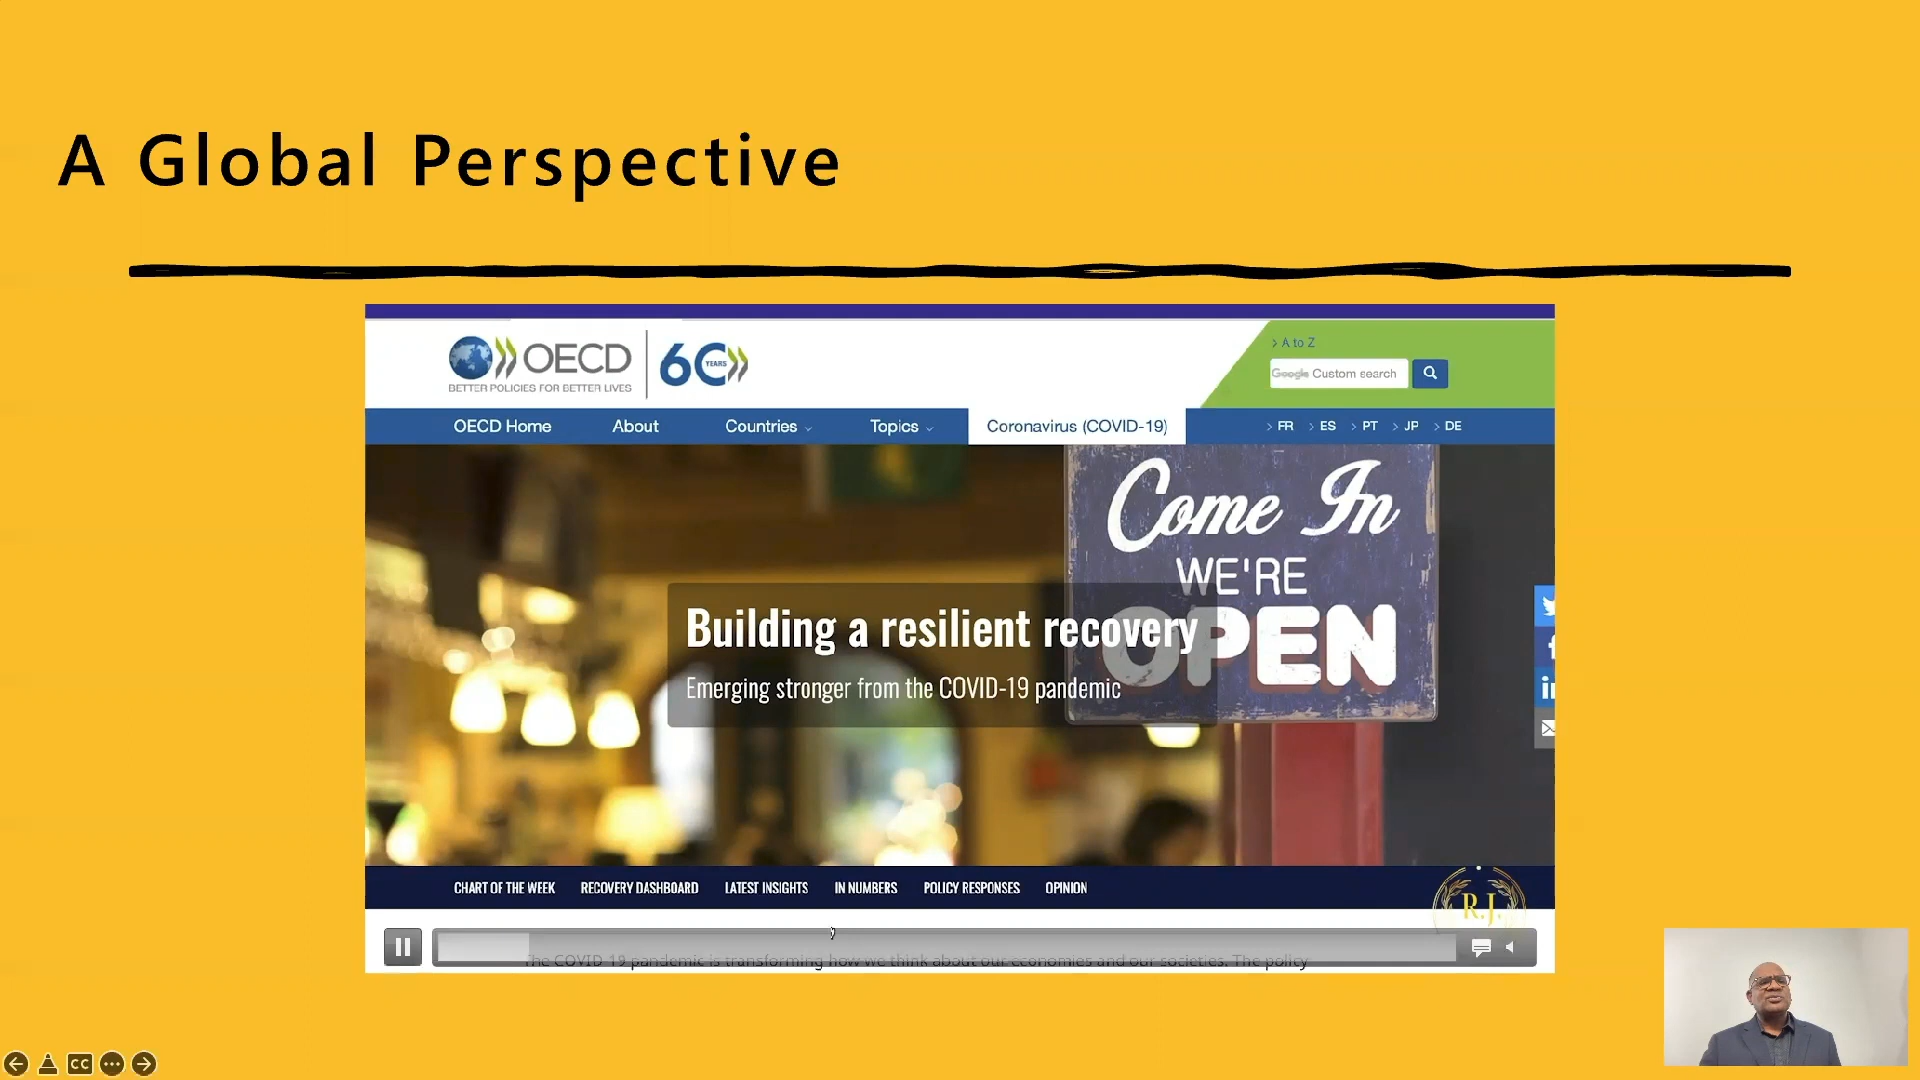 A Global Perspective
OECD
BETTER POLICIES FOR BETTER LIVES
60
YEARS
A to Z
Google Custom search
OECD Home About Countries Topics Coronavirus (COVID-19) FR ES PT JP DE
Come In
WE'RE
OPEN
Building a resilient recovery
Emerging stronger from the COVID-19 pandemic
CHART OF THE WEEK RECOVERY DASHBOARD LATEST INSIGHTS IN NUMBERS POLICY RESPONSES OPINION
R.J.
The COVID-19 pandemic is transforming how we think about our economies and our societies. The policy
CC